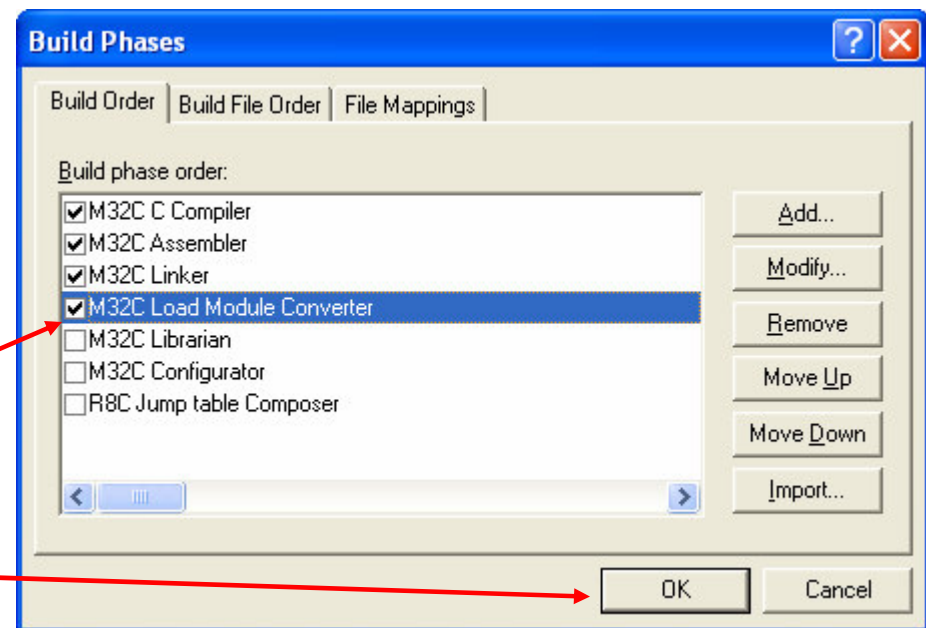 Build Phases
Build Order Build File Order File Mappings
Build phase order:
M32C C Compiler
M32C Assembler
M32C Linker
M32C Load Module Converter
M32C Librarian
M32C Configurator
R8C Jump table Composer
Add...
Modify...
Remove
Move Up
Move Down
Import...
OK Cancel